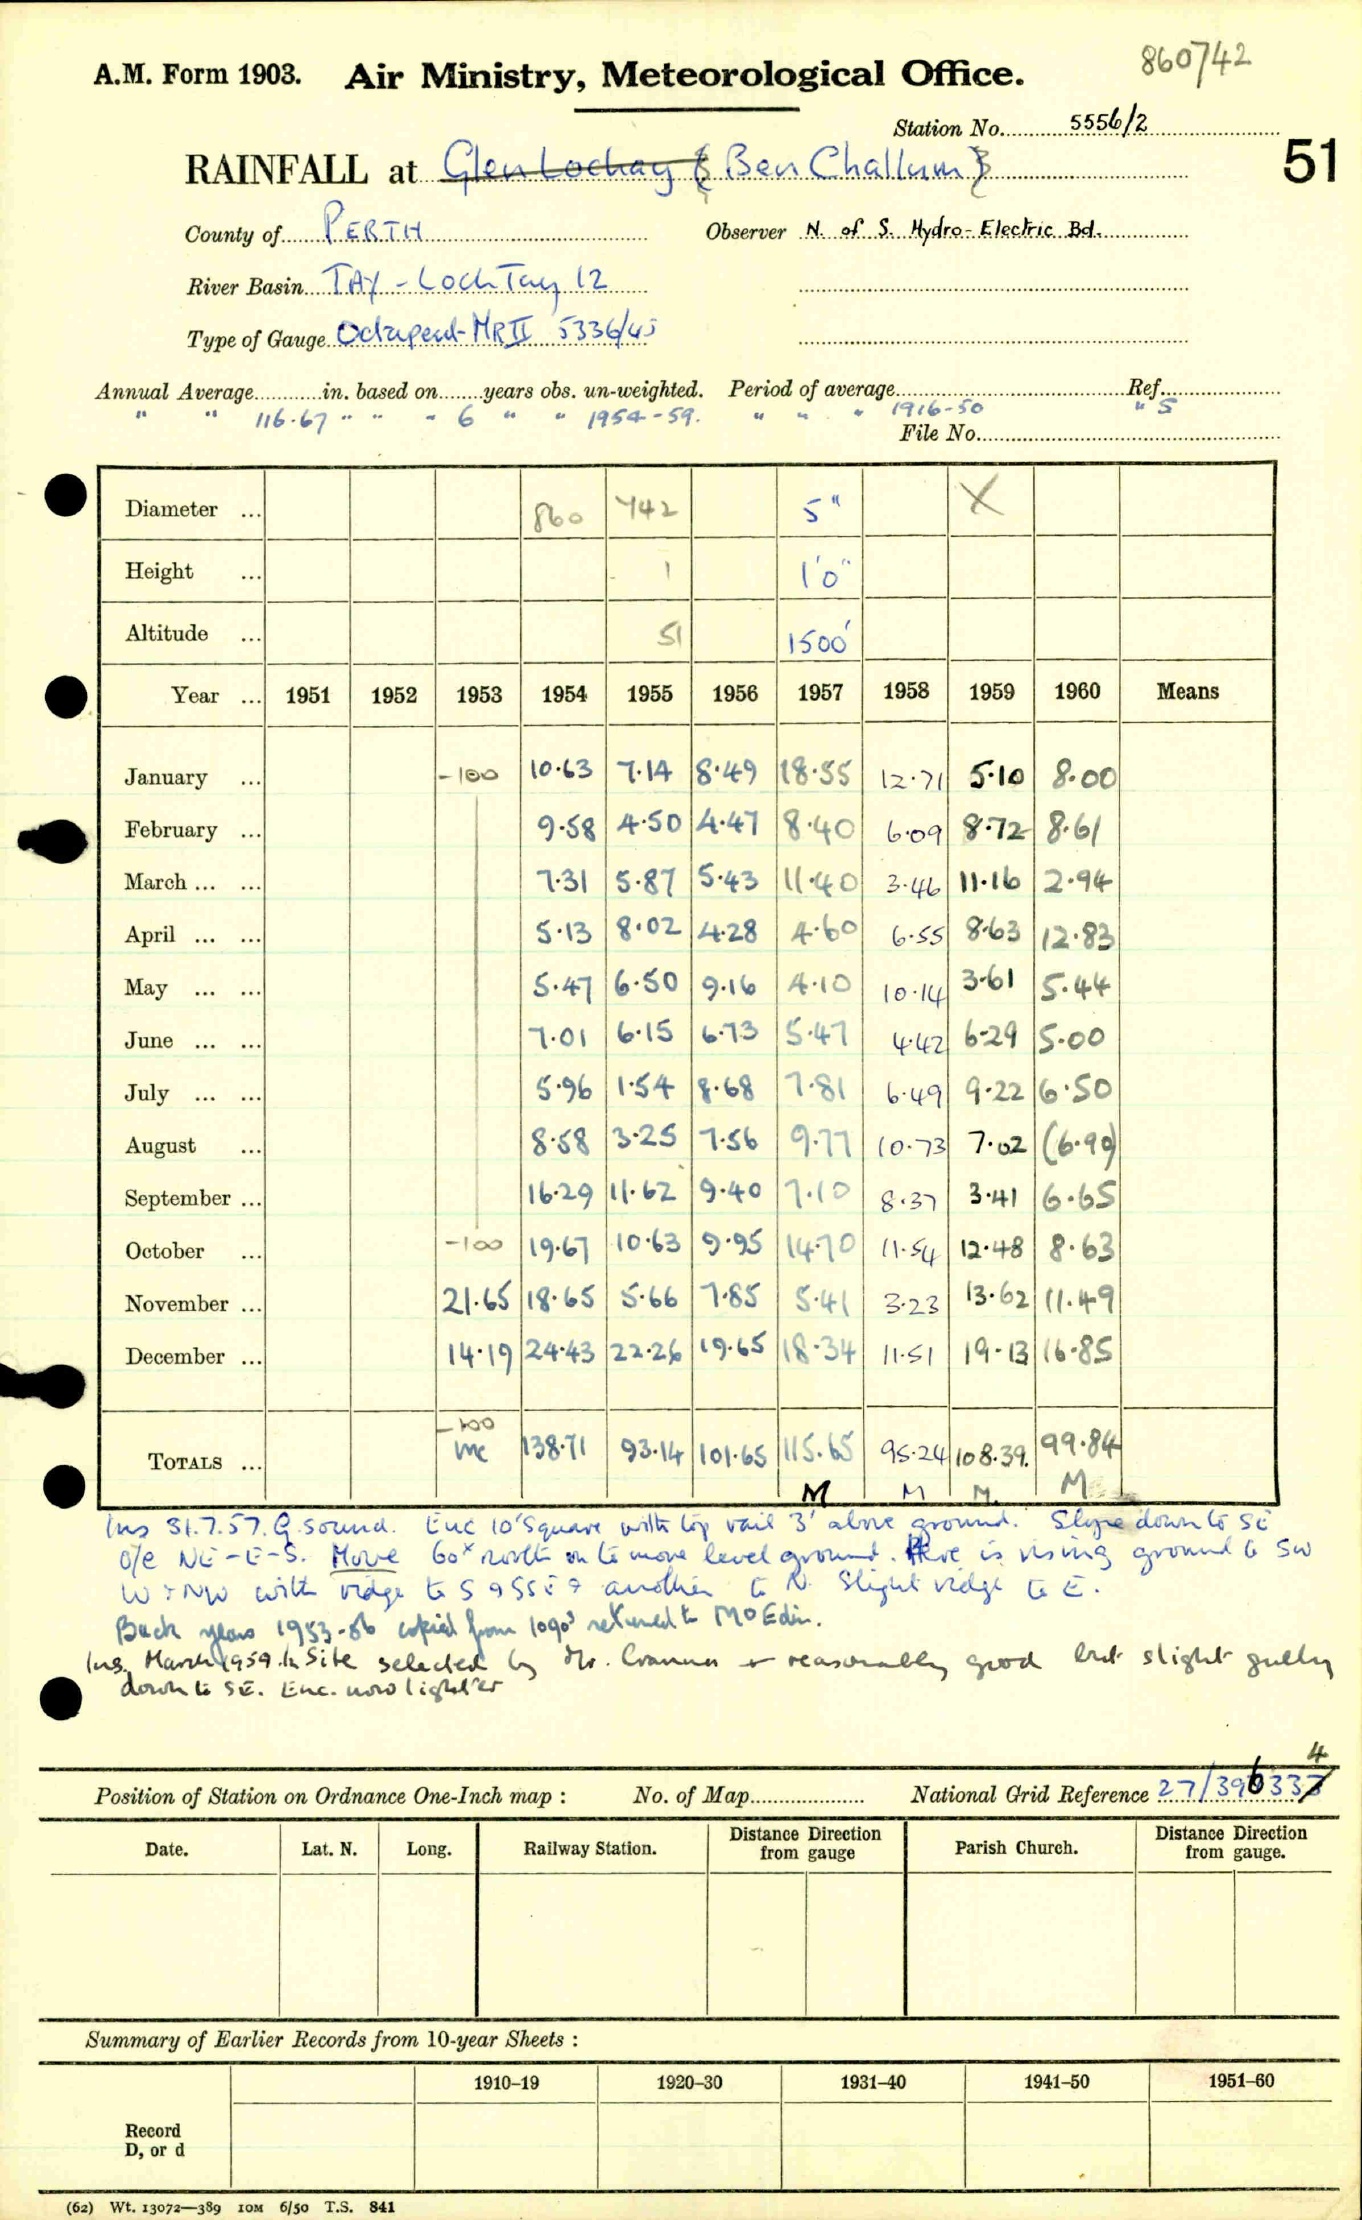 860742
A.M. Form 1903. Air Ministry, Meteorological Office.
Station No. 5556/2
RAINFALL at Glen Lochay (Ben Challum) 51
County of PERTH Observer N. of S. Hydro-Electric Bd.
River Basin TAY - Loch Tay 12
Type of Gauge Octapent MR II 5336/45
Annual Average in. based on years obs. un-weighted. Period of average Ref.
" " 116.67 " " " 6 " " 1954-59. " " " 1916-50 " S
File No.
Diameter ... 860 742 5" X
Height ... 1 1'0"
Altitude ... 51 1500'
Year ... 1951 1952 1953 1954 1955 1956 1957 1958 1959 1960 Means
January ... -100 10.63 7.14 8.49 18.55 12.71 5.10 8.00
February ... 9.58 4.50 4.47 8.40 6.09 8.72 8.61
March ... ... 7.31 5.87 5.43 11.40 3.46 11.16 2.94
April ... ... 5.13 8.02 4.28 4.60 6.55 8.63 12.83
May ... ... 5.47 6.50 9.16 4.10 10.14 3.61 5.44
June ... ... 7.01 6.15 6.73 5.47 4.42 6.29 5.00
July ... ... 5.96 1.54 8.68 7.81 6.49 9.22 6.50
August ... 8.58 3.25 7.56 9.77 10.73 7.02 (6.90)
September ... 16.29 11.62 9.40 7.10 8.37 3.41 6.65
October ... -100 19.67 10.63 9.95 14.70 11.54 12.48 8.63
November ... 21.65 18.65 5.66 7.85 5.41 3.23 13.62 11.49
December ... 14.19 24.43 22.26 19.65 18.34 11.51 19.13 16.85
-100
TOTALS ... Inc 138.71 93.14 101.65 115.65 95.24 108.39. 99.84
M M M. M
Ins 31.7.57. G. sound. Enc 10' square with top rail 3' above ground. Slope down to SE
O/e NE-E-S. Move 60x north on to more level ground. There is rising ground to SW
W & NW with ridge to S & SSE & another to N. Slight ridge to E.
Back years 1953-56 copied from 1090s returned to MO Edin.
Ins. March 1959. In Site selected by Mr. & reasonably good but slight gulley
down to SE. Enc. now
4
Position of Station on Ordnance One-Inch map : No. of Map National Grid Reference 27/396333
Date. Lat. N. Long. Railway Station. Distance Direction from gauge Parish Church. Distance Direction from gauge.
Summary of Earlier Records from 10-year Sheets :
1910–19 1920–30 1931–40 1941–50 1951–60
Record
D, or d
(62) Wt. 13072—389 10M 6/50 T.S. 841